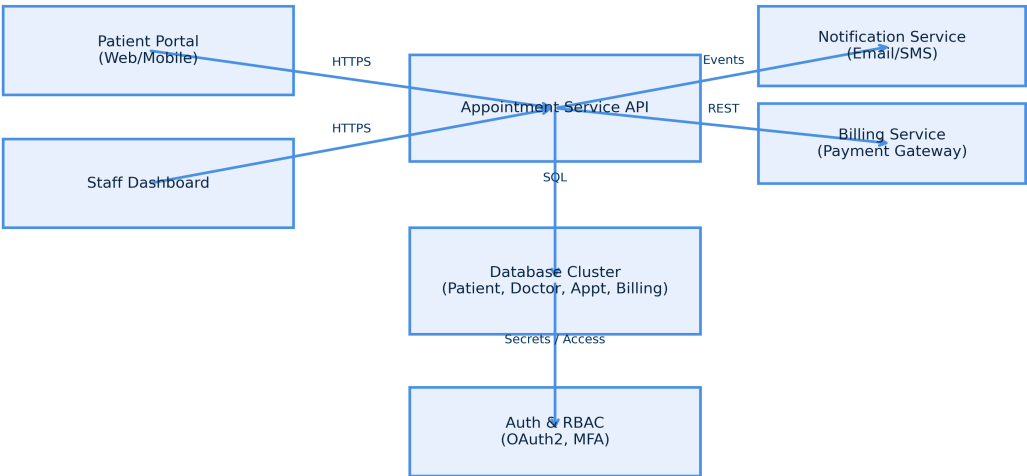 Patient Portal
(Web/Mobile)
HTTPS
Staff Dashboard
HTTPS
Appointment Service API
Events
Notification Service
(Email/SMS)
REST
Billing Service
(Payment Gateway)
SQL
Database Cluster
(Patient, Doctor, Appt, Billing)
Secrets / Access
Auth & RBAC
(OAuth2, MFA)